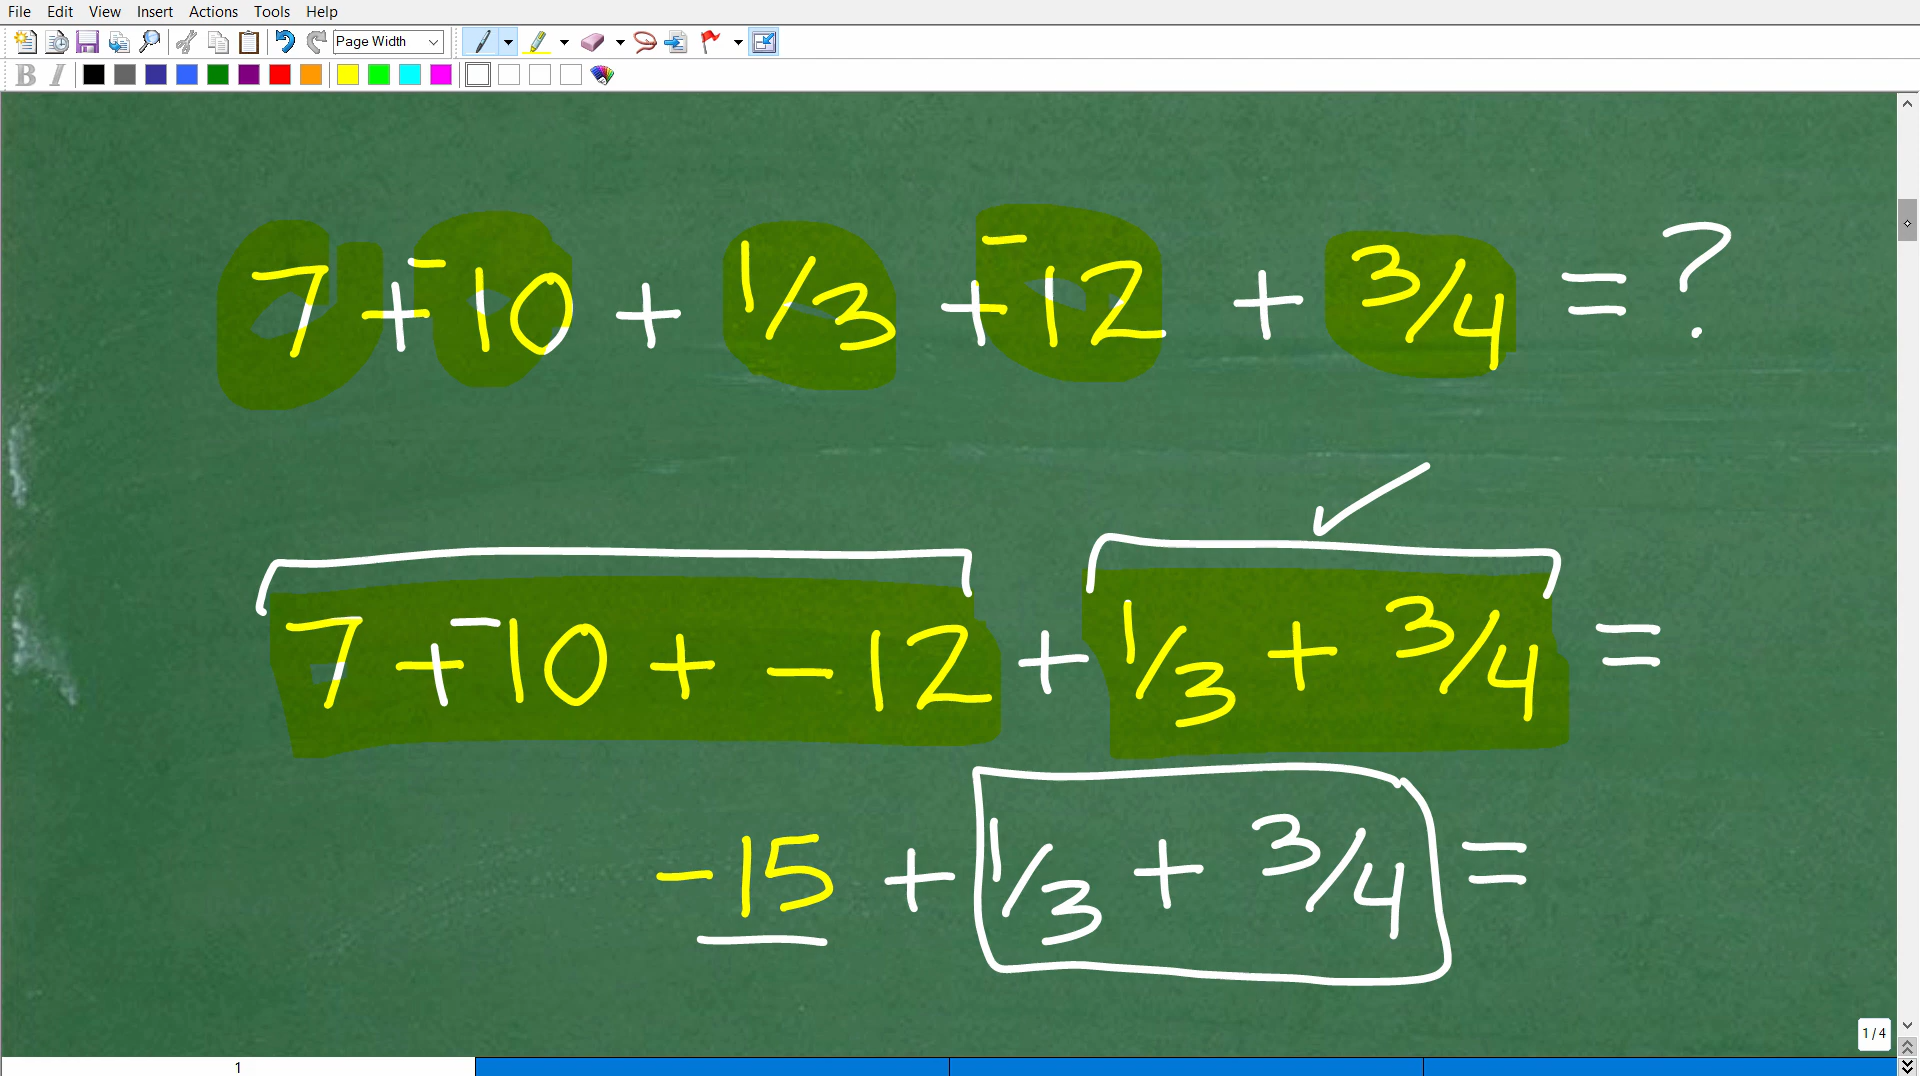 File Edit View Insert Actions Tools Help
Page Width
B I
7 + -10 + 1/3 + -12 + 3/4 = ?
7 + -10 + -12 + 1/3 + 3/4 =
-15 + 1/3 + 3/4 =
1/4
1